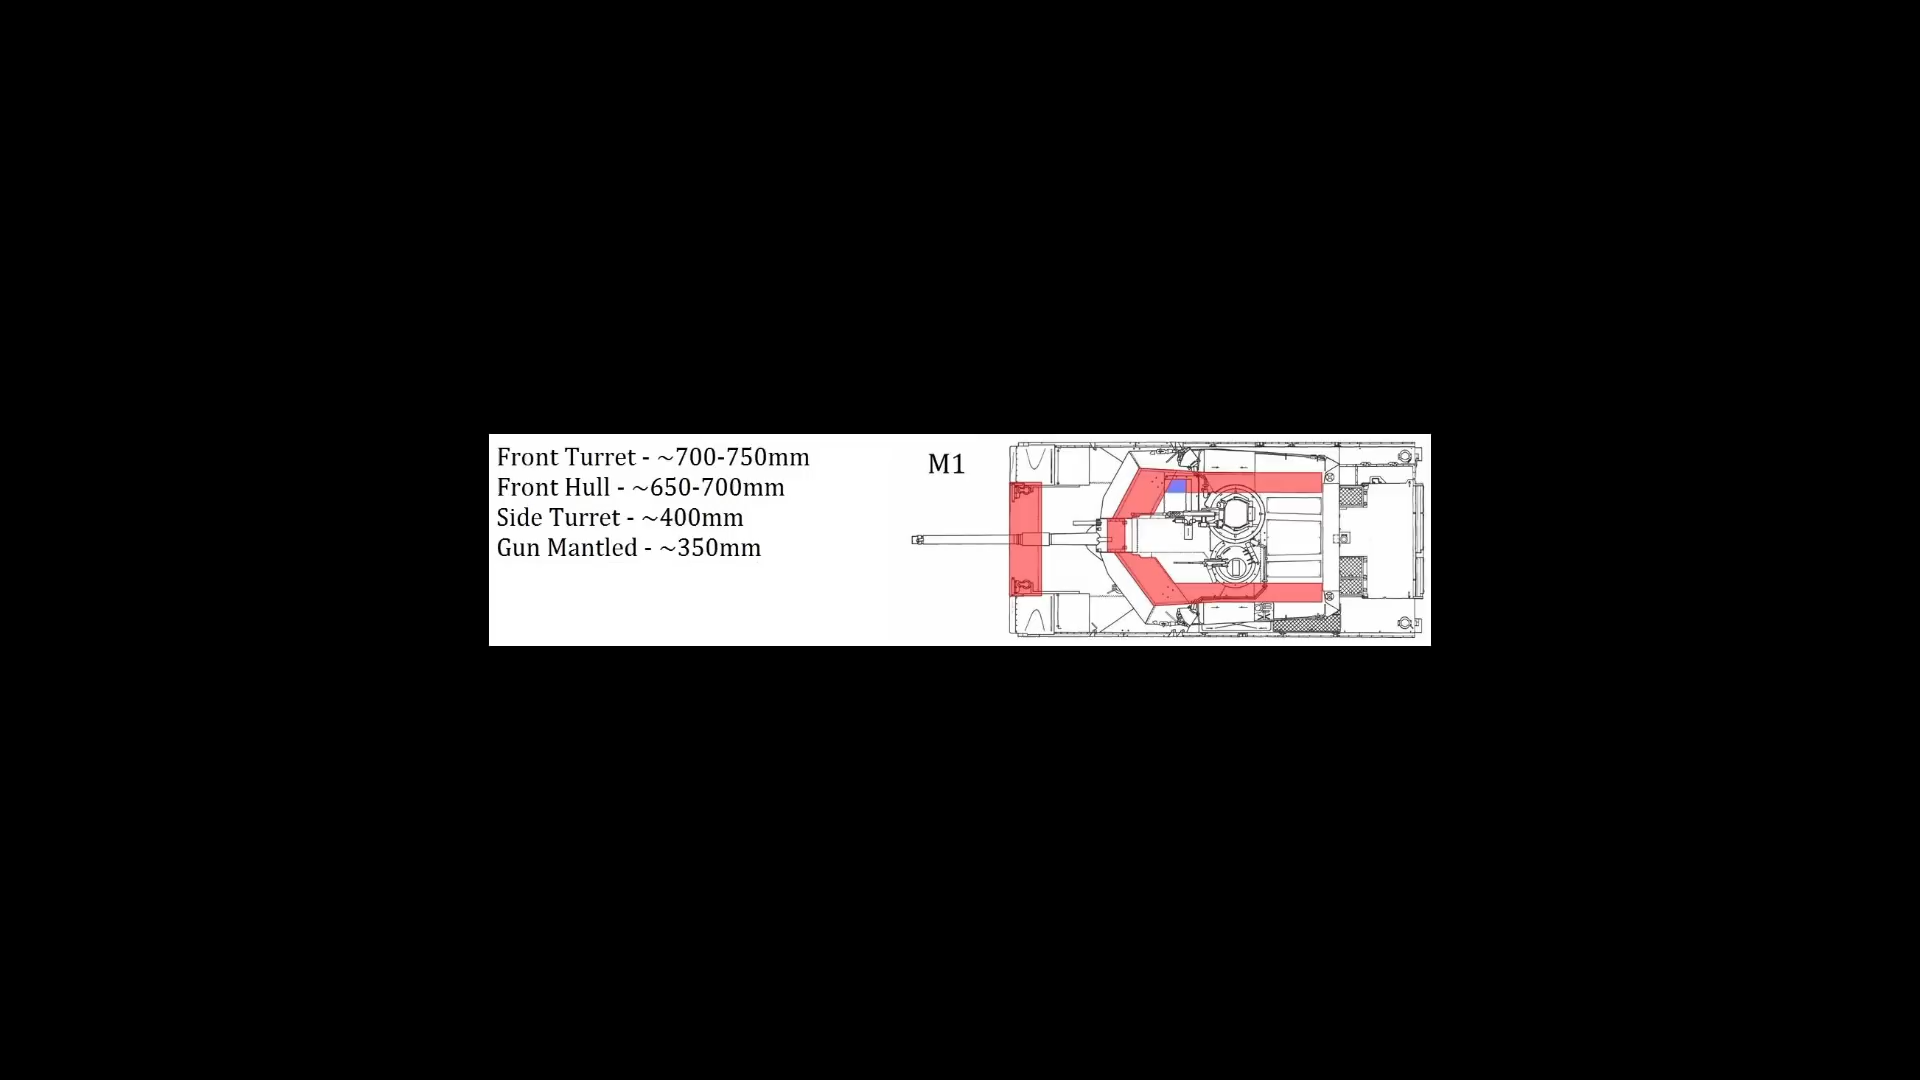 Front Turret - ~700-750mm
Front Hull - ~650-700mm
Side Turret - ~400mm
Gun Mantled - ~350mm
M1